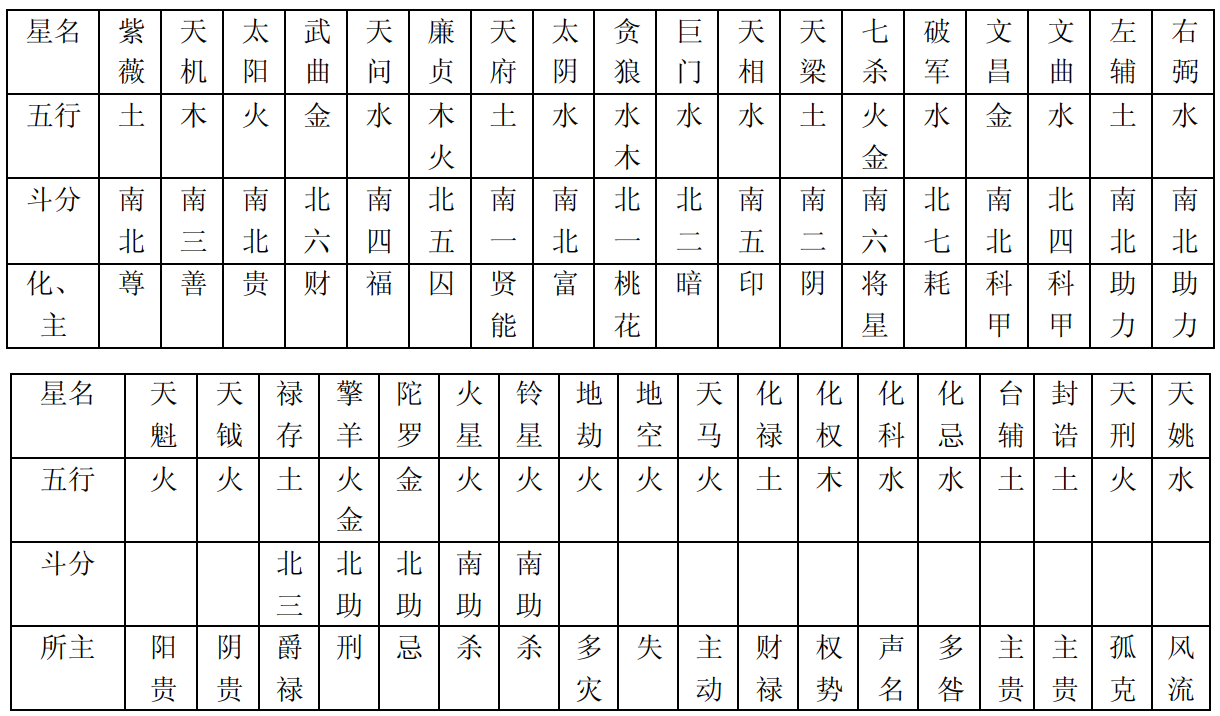 星名 紫薇 天机 太阳 武曲 天问 廉贞 天府 太阴 贪狼 巨门 天相 天梁 七杀 破军 文昌 文曲 左辅 右弼
五行 土 木 火 金 水 木火 土 水 水木 水 水 土 火金 水 金 水 土 水
斗分 南北 南三 南北 北六 南四 北五 南一 南北 北一 北二 南五 南二 南六 北七 南北 北四 南北 南北
化、主 尊 善 贵 财 福 囚 贤能 富 桃花 暗 印 阴 将星 耗 科甲 科甲 助力 助力
星名 天魁 天钺 禄存 擎羊 陀罗 火星 铃星 地劫 地空 天马 化禄 化权 化科 化忌 台辅 封诰 天刑 天姚
五行 火 火 土 火金 金 火 火 火 火 火 土 木 水 水 土 土 火 水
斗分 北三 北助 北助 南助 南助
所主 阳贵 阴贵 爵禄 刑 忌 杀 杀 多灾 失 主动 财禄 权势 声名 多咎 主贵 主贵 孤克 风流